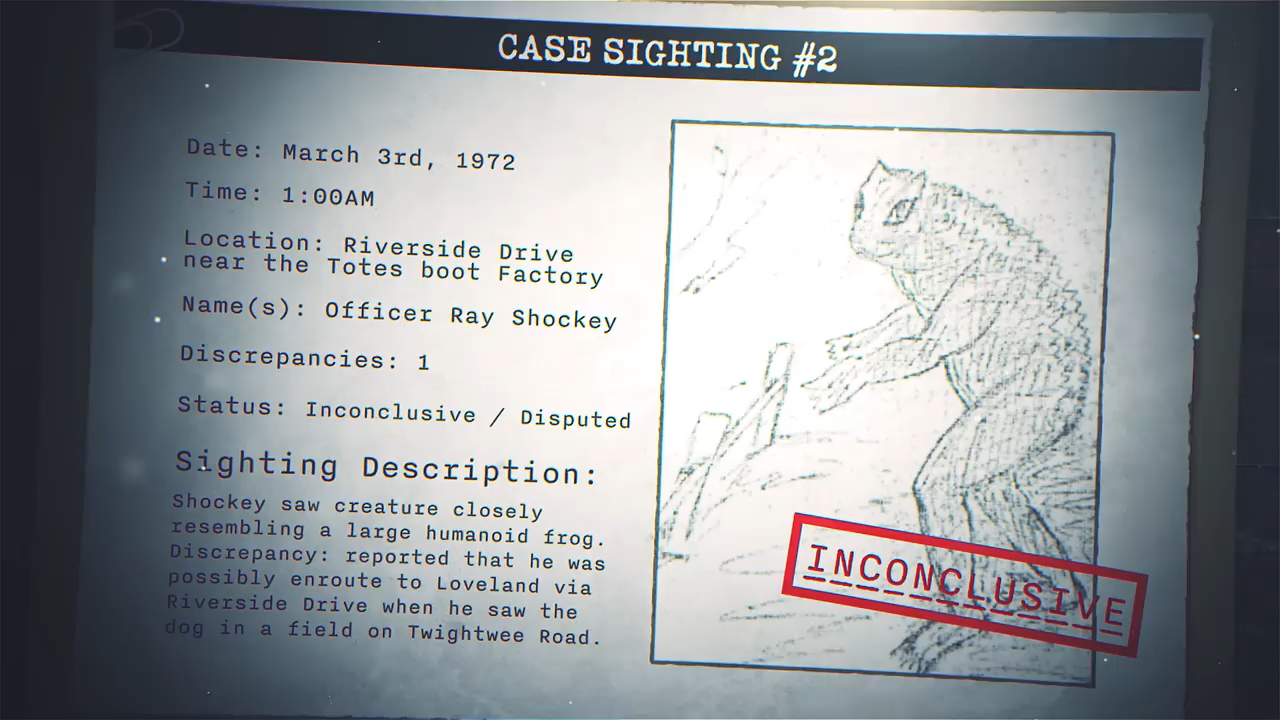 CASE SIGHTING #2
Date: March 3rd, 1972
Time: 1:00AM
Location: Riverside Drive
near the Totes boot Factory
Name(s): Officer Ray Shockey
Discrepancies: 1
Status: Inconclusive / Disputed
Sighting Description:
Shockey saw creature closely
resembling a large humanoid frog.
Discrepancy: reported that he was
possibly enroute to Loveland via
Riverside Drive when he saw the
dog in a field on Twightwee Road.
INCONCLUSIVE